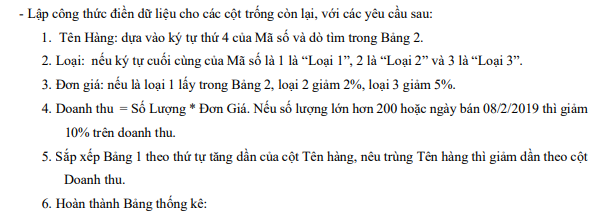 - Lập công thức điền dữ liệu cho các cột trống còn lại, với các yêu cầu sau:
1. Tên Hàng: dựa vào ký tự thứ 4 của Mã số và dò tìm trong Bảng 2.
2. Loại: nếu ký tự cuối cùng của Mã số là 1 là “Loại 1”, 2 là “Loại 2” và 3 là “Loại 3”.
3. Đơn giá: nếu là loại 1 lấy trong Bảng 2, loại 2 giảm 2%, loại 3 giảm 5%.
4. Doanh thu = Số Lượng * Đơn Giá. Nếu số lượng lớn hơn 200 hoặc ngày bán 08/2/2019 thì giảm
10% trên doanh thu.
5. Sắp xếp Bảng 1 theo thứ tự tăng dần của cột Tên hàng, nêu trùng Tên hàng thì giảm dần theo cột
Doanh thu.
6. Hoàn thành Bảng thống kê: